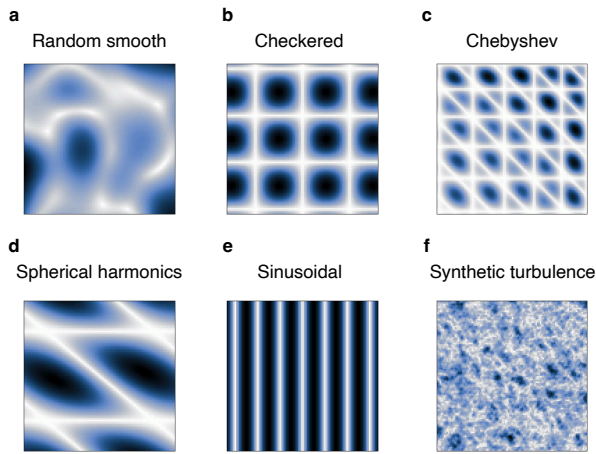 a
Random smooth
b
Checkered
c
Chebyshev
d
Spherical harmonics
e
Sinusoidal
f
Synthetic turbulence